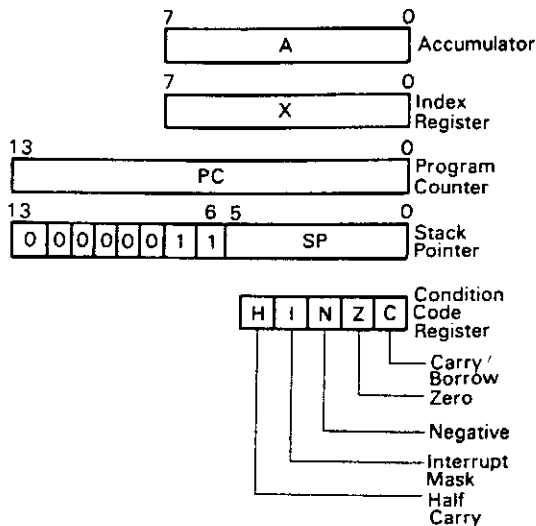 7 0
A Accumulator
7 0
X Index
Register
13 0
PC Program
Counter
13 6 5 0
0 0 0 0 0 0 1 1 SP Stack
Pointer
H I N Z C Condition
Code
Register
Carry/
Borrow
Zero
Negative
Interrupt
Mask
Half
Carry